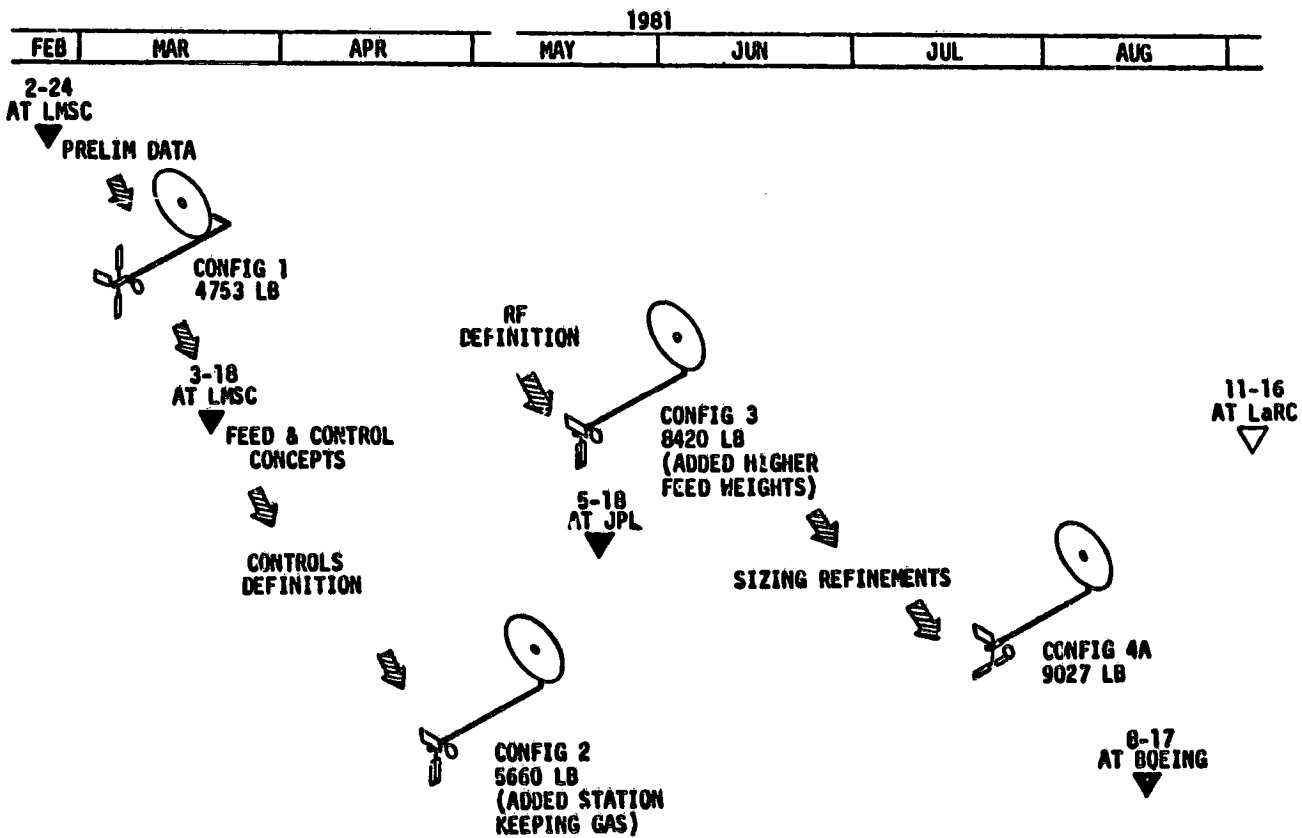 1981
FEB MAR APR MAY JUN JUL AUG
2-24
AT LMSC
PRELIM DATA
CONFIG 1
4753 LB
3-18
AT LMSC
FEED & CONTROL
CONCEPTS
CONTROLS
DEFINITION
CONFIG 2
5660 LB
(ADDED STATION
KEEPING GAS)
RF
DEFINITION
CONFIG 3
8420 LB
(ADDED HIGHER
FEED WEIGHTS)
5-18
AT JPL
SIZING REFINEMENTS
CONFIG 4A
9027 LB
8-17
AT BOEING
11-16
AT LaRC